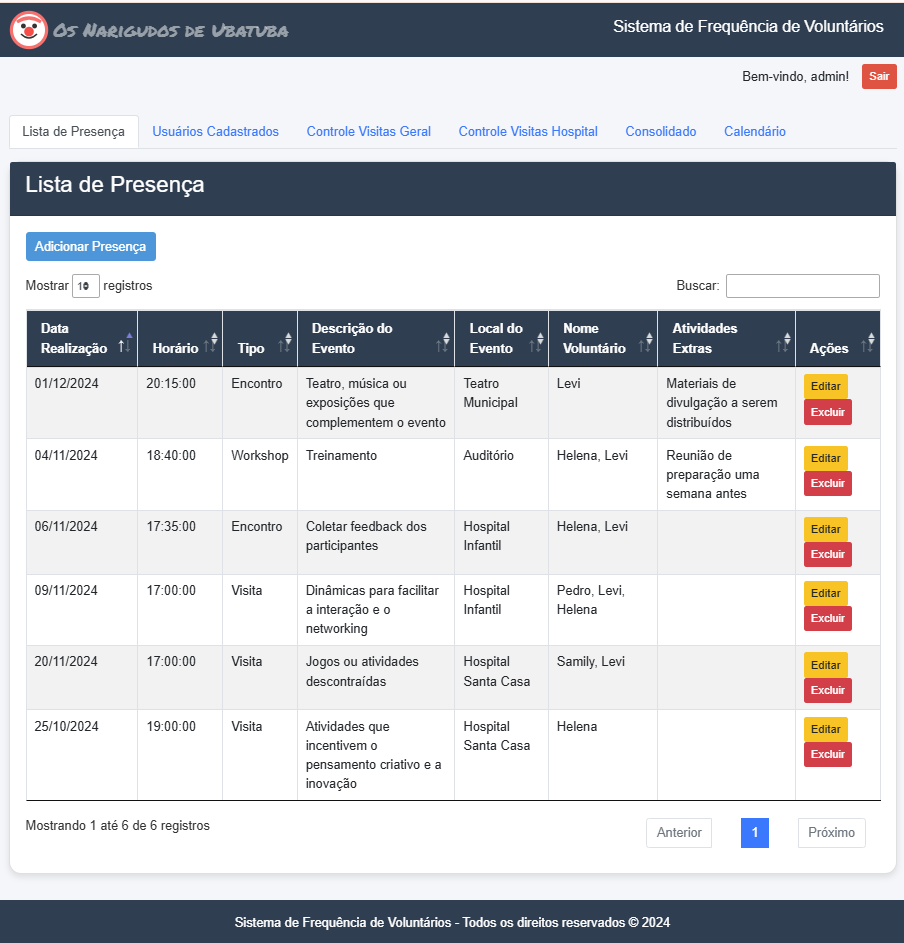 Os Narigudos de Ubatuba
Sistema de Frequência de Voluntários
Bem-vindo, admin! Sair
Lista de Presença Usuários Cadastrados Controle Visitas Geral Controle Visitas Hospital Consolidado Calendário
Lista de Presença
Adicionar Presença
Mostrar 10 registros Buscar:
Data Realização Horário Tipo Descrição do Evento Local do Evento Nome Voluntário Atividades Extras Ações
01/12/2024 20:15:00 Encontro Teatro, música ou exposições que complementem o evento Teatro Municipal Levi Materiais de divulgação a serem distribuídos Editar Excluir
04/11/2024 18:40:00 Workshop Treinamento Auditório Helena, Levi Reunião de preparação uma semana antes Editar Excluir
06/11/2024 17:35:00 Encontro Coletar feedback dos participantes Hospital Infantil Helena, Levi Editar Excluir
09/11/2024 17:00:00 Visita Dinâmicas para facilitar a interação e o networking Hospital Infantil Pedro, Levi, Helena Editar Excluir
20/11/2024 17:00:00 Visita Jogos ou atividades descontraídas Hospital Santa Casa Samily, Levi Editar Excluir
25/10/2024 19:00:00 Visita Atividades que incentivem o pensamento criativo e a inovação Hospital Santa Casa Helena Editar Excluir
Mostrando 1 até 6 de 6 registros
Anterior 1 Próximo
Sistema de Frequência de Voluntários - Todos os direitos reservados © 2024